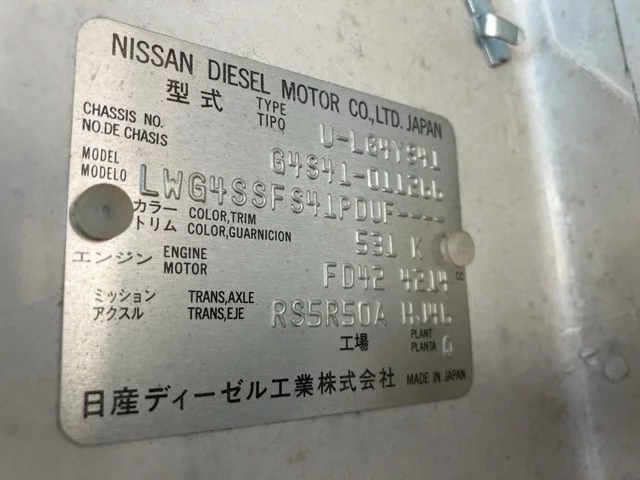 NISSAN DIESEL MOTOR CO.,LTD. JAPAN
型式 TYPE TIPO U-LG4YS41
CHASSIS NO. NO.DE CHASIS G4S41-011266
MODEL MODELO LWG4SSFS41PDUF----
カラー トリム COLOR,TRIM COLOR,GUARNICION 531 K
エンジン ENGINE MOTOR FD42 4214 cc
ミッション アクスル TRANS,AXLE TRANS,EJE RS5R50A HJ46
工場 PLANT PLANTA
日産ディーゼル工業株式会社 MADE IN JAPAN